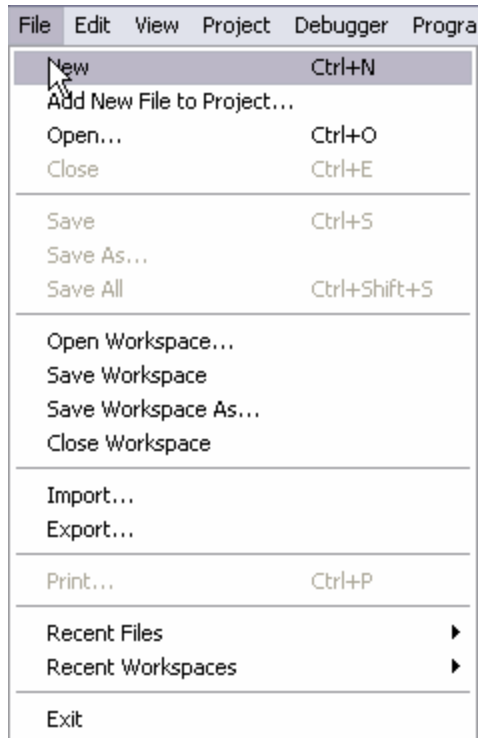 File Edit View Project Debugger Progra
New Ctrl+N
Add New File to Project...
Open... Ctrl+O
Close Ctrl+E
Save Ctrl+S
Save As...
Save All Ctrl+Shift+S
Open Workspace...
Save Workspace
Save Workspace As...
Close Workspace
Import...
Export...
Print... Ctrl+P
Recent Files
Recent Workspaces
Exit